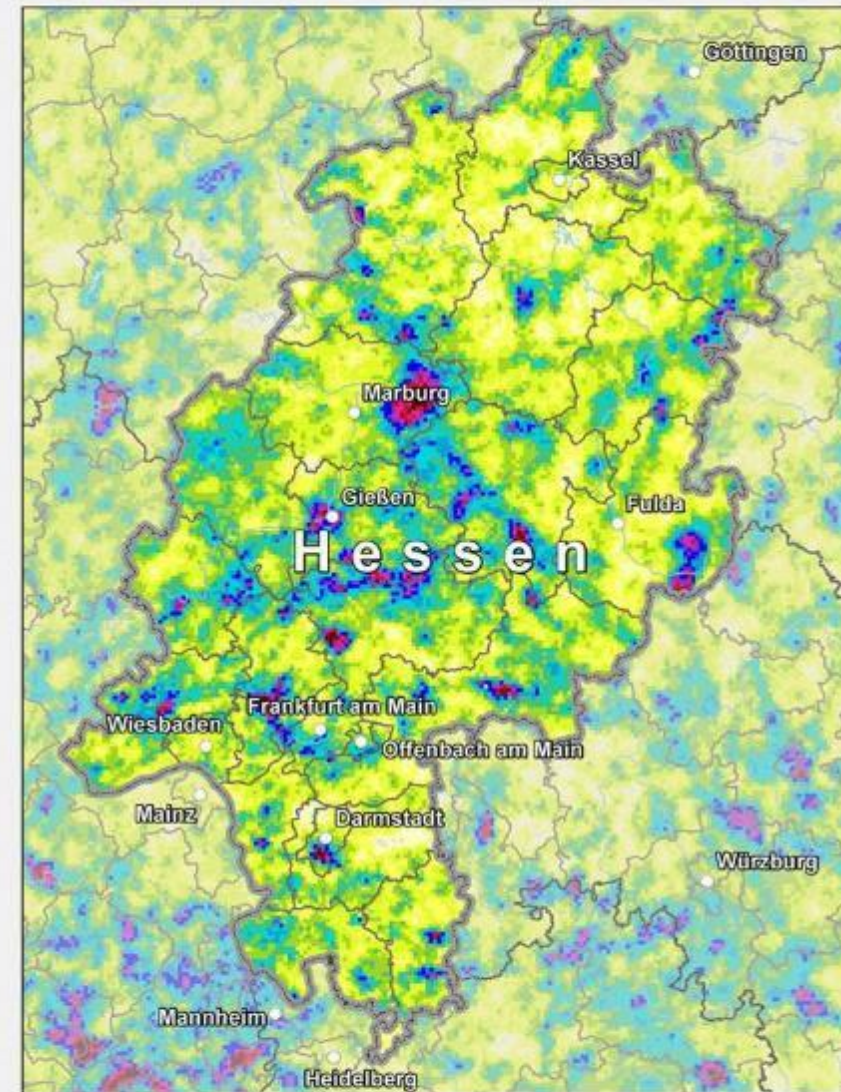 Göttingen
Kassel
Marburg
Gießen
Fulda
Hessen
Frankfurt am Main
Wiesbaden
Offenbach am Main
Mainz
Darmstadt
Würzburg
Mannheim
Heidelberg